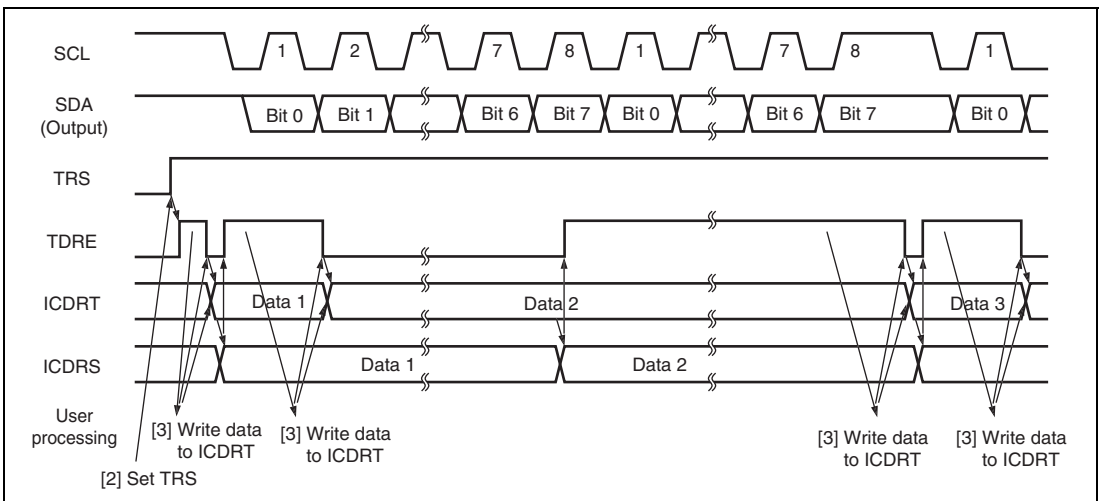 SCL 1 2 7 8 1 7 8 1
SDA
(Output)
Bit 0 Bit 1 Bit 6 Bit 7 Bit 0 Bit 6 Bit 7 Bit 0
TRS
TDRE
ICDRT Data 1 Data 2 Data 3
ICDRS Data 1 Data 2
User
processing
[3] Write data
to ICDRT
[3] Write data
to ICDRT
[3] Write data
to ICDRT
[3] Write data
to ICDRT
[2] Set TRS